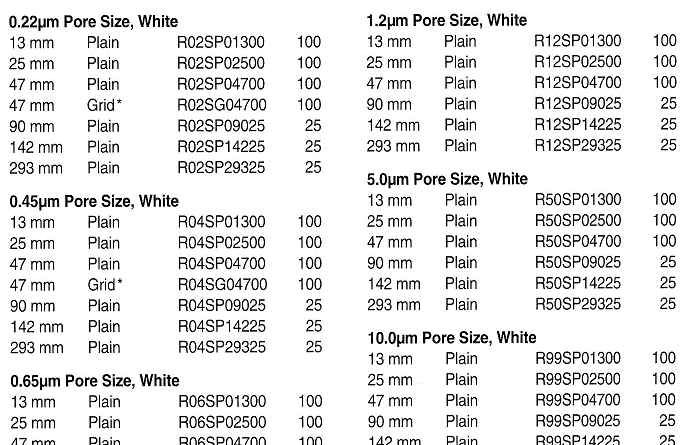 0.22µm Pore Size, White
13 mm Plain R02SP01300 100
25 mm Plain R02SP02500 100
47 mm Plain R02SP04700 100
47 mm Grid* R02SG04700 100
90 mm Plain R02SP09025 25
142 mm Plain R02SP14225 25
293 mm Plain R02SP29325 25
0.45µm Pore Size, White
13 mm Plain R04SP01300 100
25 mm Plain R04SP02500 100
47 mm Plain R04SP04700 100
47 mm Grid* R04SG04700 100
90 mm Plain R04SP09025 25
142 mm Plain R04SP14225 25
293 mm Plain R04SP29325 25
0.65µm Pore Size, White
13 mm Plain R06SP01300 100
25 mm Plain R06SP02500 100
47 mm Plain R06SP04700 100
1.2µm Pore Size, White
13 mm Plain R12SP01300 100
25 mm Plain R12SP02500 100
47 mm Plain R12SP04700 100
90 mm Plain R12SP09025 25
142 mm Plain R12SP14225 25
293 mm Plain R12SP29325 25
5.0µm Pore Size, White
13 mm Plain R50SP01300 100
25 mm Plain R50SP02500 100
47 mm Plain R50SP04700 100
90 mm Plain R50SP09025 25
142 mm Plain R50SP14225 25
293 mm Plain R50SP29325 25
10.0µm Pore Size, White
13 mm Plain R99SP01300 100
25 mm Plain R99SP02500 100
47 mm Plain R99SP04700 100
90 mm Plain R99SP09025 25
142 mm Plain R99SP14225 25